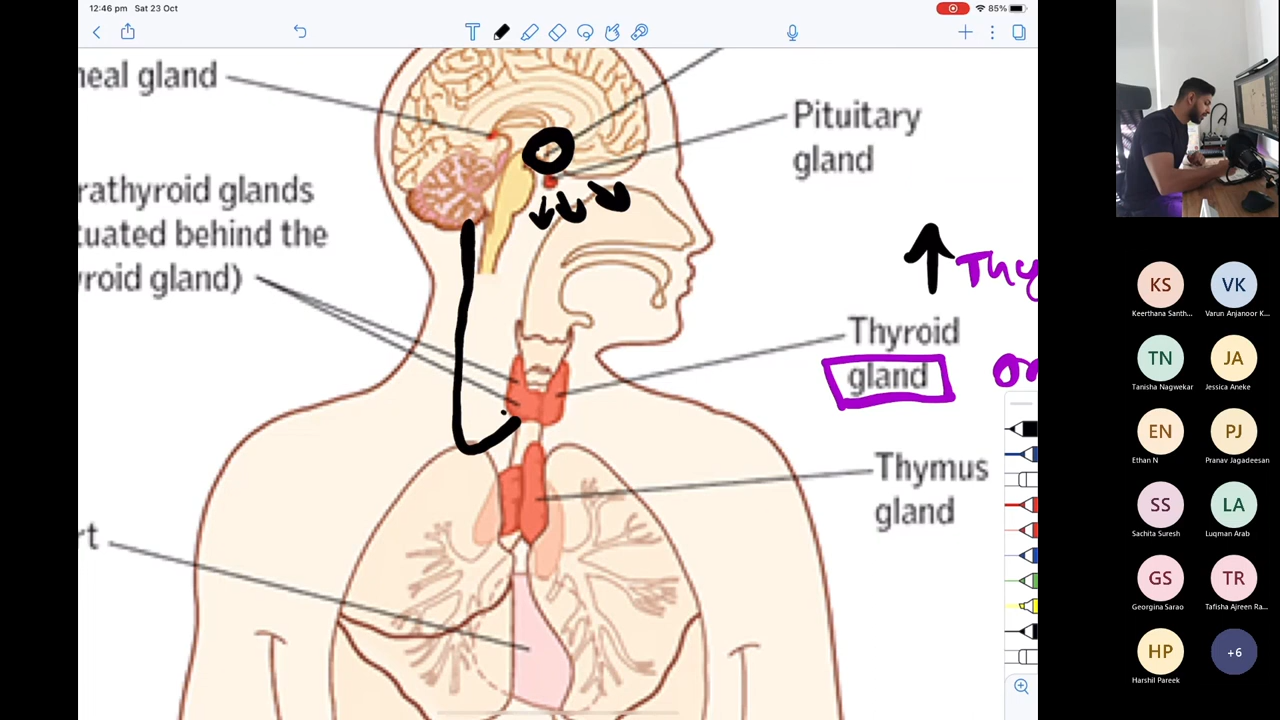 12:46 pm Sat 23 Oct
85%
T
neal gland
Pituitary
gland
rathyroid glands
tuated behind the
yroid gland)
Thy
Thyroid
gland
on
Thymus
gland
rt
KS
Keerthana Santh...
VK
Varun Anjanoor K...
TN
Tanisha Nagwekar
JA
Jessica Aneke
EN
Ethan N
PJ
Pranav Jagadeesan
SS
Sachita Suresh
LA
Luqman Arab
GS
Georgina Sarao
TR
Tafisha Ajreen Ra...
HP
Harshil Pareek
+6